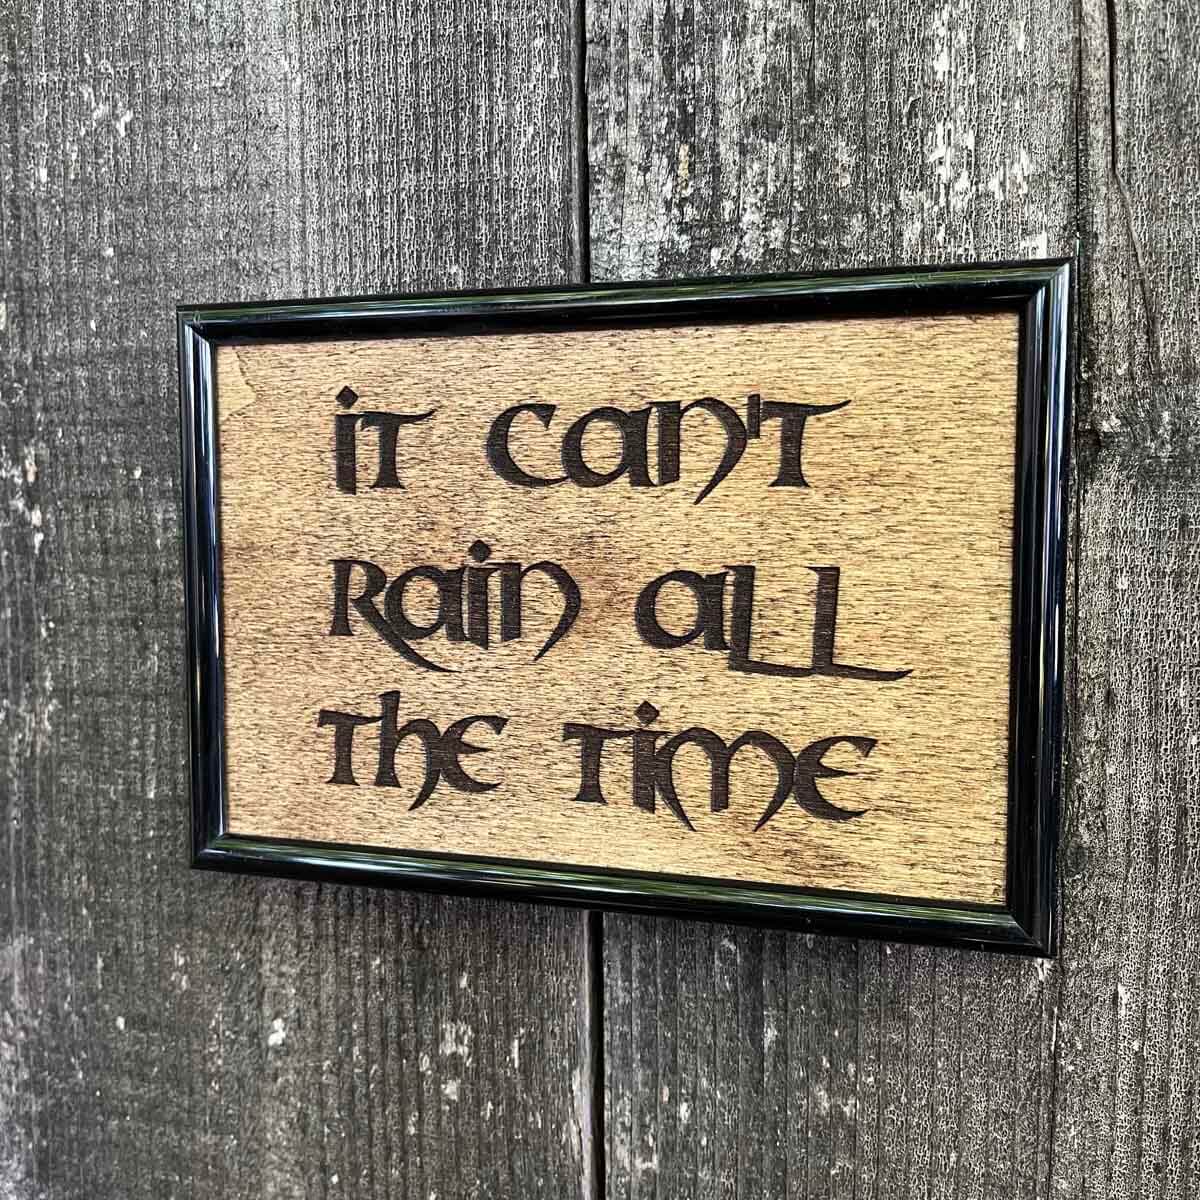 it can't
Rain all
The Time